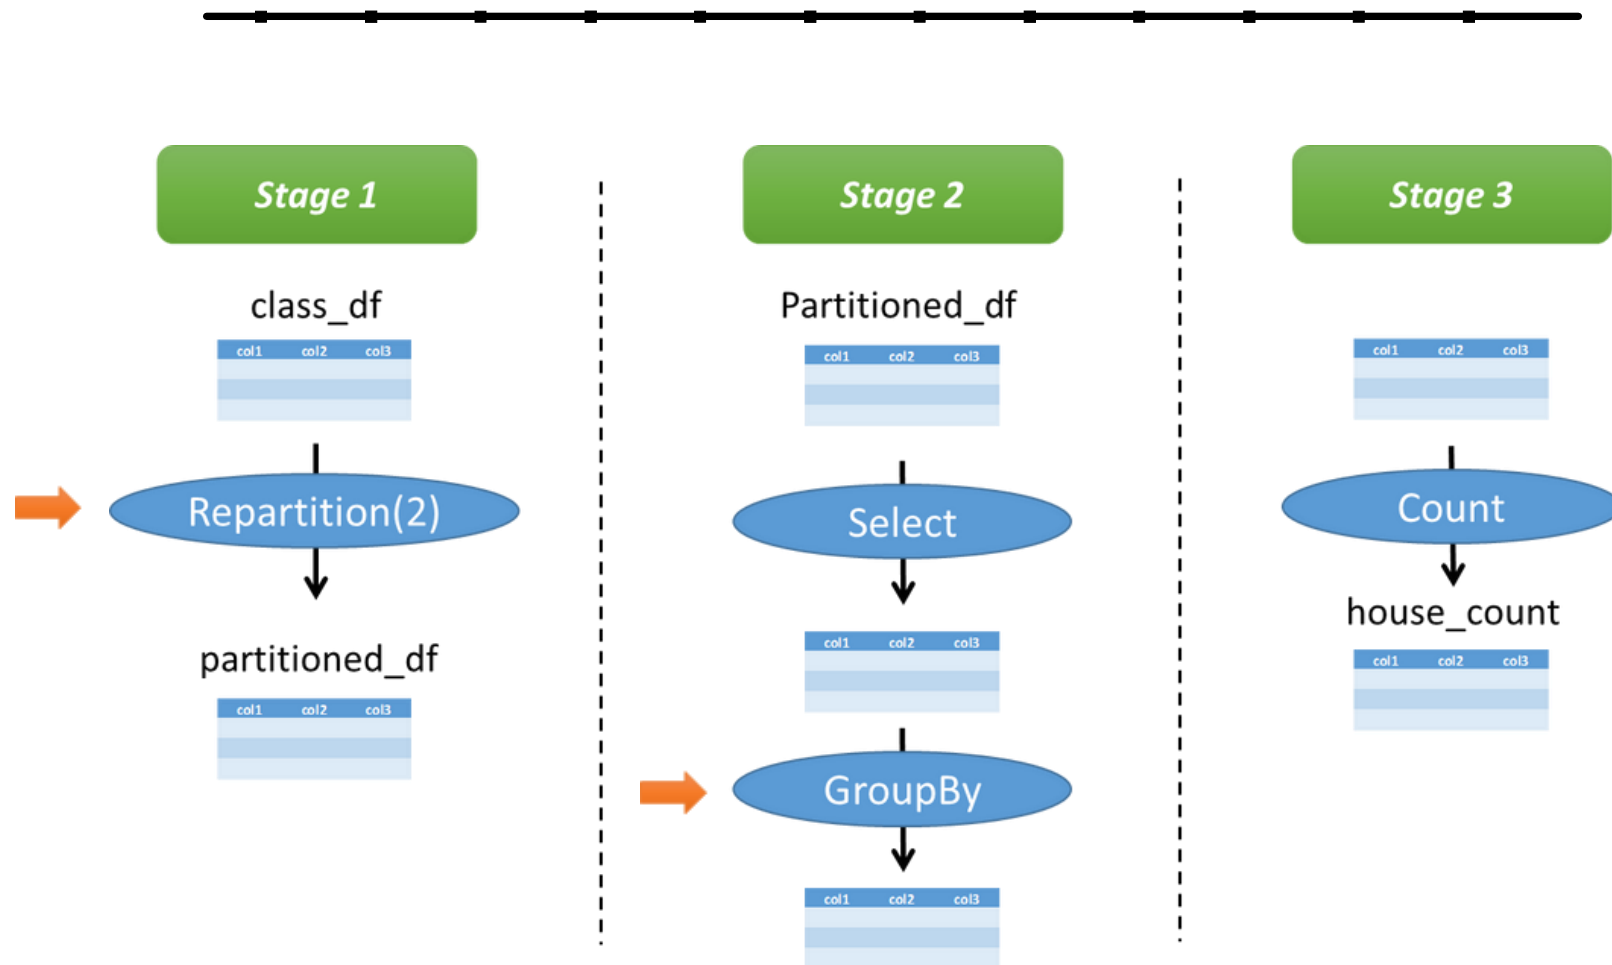 Stage 1
class_df
col1 col2 col3
Repartition(2)
partitioned_df
col1 col2 col3
Stage 2
Partitioned_df
col1 col2 col3
Select
col1 col2 col3
GroupBy
col1 col2 col3
Stage 3
col1 col2 col3
Count
house_count
col1 col2 col3